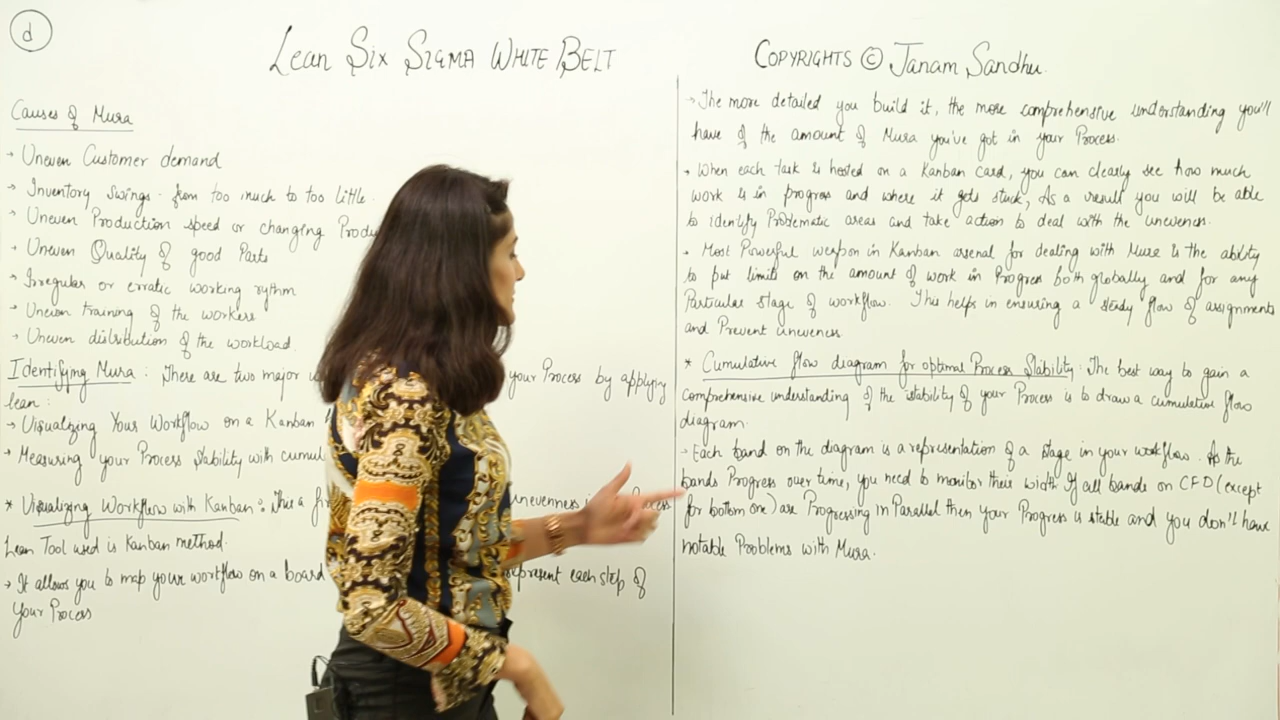 d
Lean Six Sigma White Belt
Copyrights © Janam Sandhu.
Causes of Mura
→ Uneven Customer demand
→ Inventory Swings - from too much to too little.
→ Uneven Production speed or changing
→ Uneven Quality of good Parts
→ Irregular or erratic working rythm
→ Uneven training of the workers
→ Uneven distribution of the workload.
Identifying Mura : There are two major your Process by applying
lean :
→ Visualizing Your Workflow on a Kanban
→ Measuring your Process Stability with
* Visualizing Workflow with Kanban : unevenness
Lean Tool used is Kanban method.
→ It allows you to map your workflow on a board represent each step of
Your Process
→ The more detailed you build it, the more comprehensive understanding you'll
have of the amount of Mura you've got in your Process.
→ When each task is hosted on a Kanban card, you can clearly see how much
work is in progress and where it gets stuck, As a result you will be able
to identify Problematic areas and take action to deal with the unevenness.
→ Most Powerful weapon in Kanban arsenal for dealing with Mura is the ability
to put limits on the amount of work in Progress both globally and for any
Particular stage of workflow. This helps in ensuring a steady flow of assignments
and Prevent uneveness.
* Cumulative flow diagram for optimal Process Stability : The best way to gain a
comprehensive understanding of the stability of your Process is to draw a cumulative flow
diagram.
→ Each band on the diagram is a representation of a stage in your workflow. As the
bands Progress over time, you need to monitor their width If all bands on CFD (except
for bottom one) are Progressing in Parallel then your Progress is stable and you don't have
notable Problems with Mura.